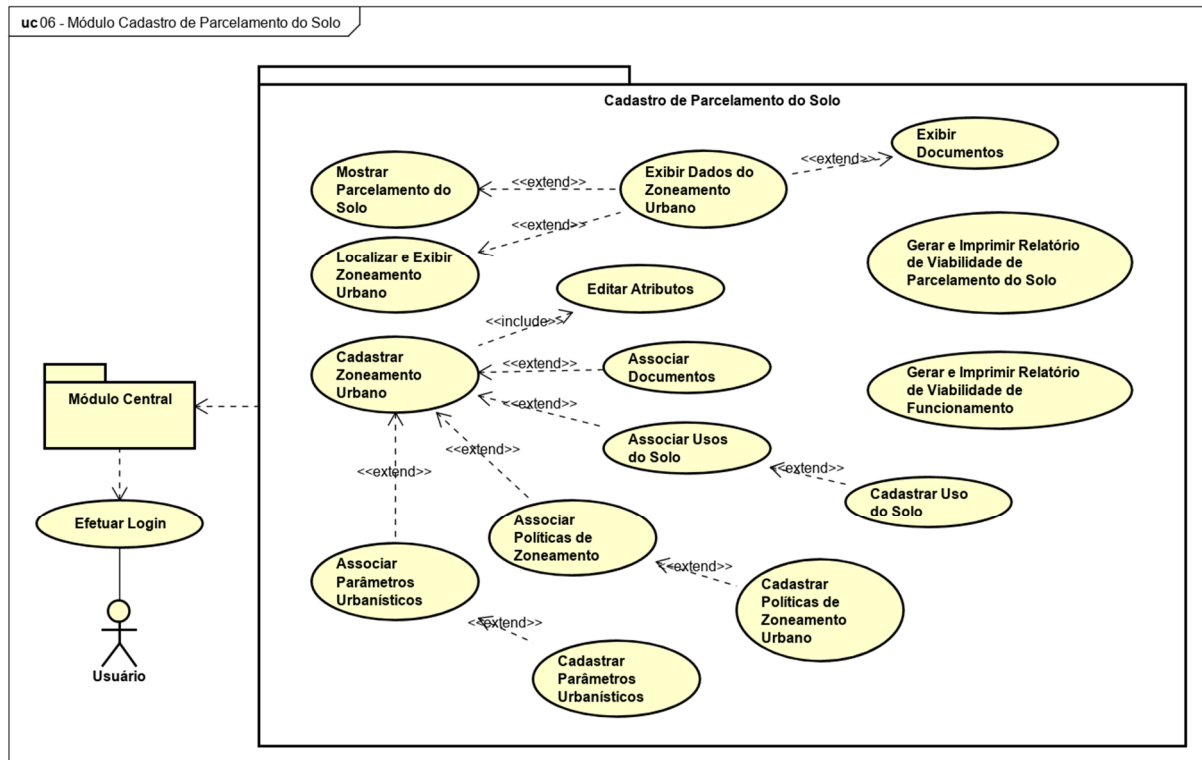 uc 06 - Módulo Cadastro de Parcelamento do Solo
Cadastro de Parcelamento do Solo
Exibir
Documentos
<<extend>>
Mostrar
Parcelamento do
Solo
<<extend>>
Exibir Dados do
Zoneamento
Urbano
<<extend>>
Localizar e Exibir
Zoneamento
Urbano
Gerar e Imprimir Relatório
de Viabilidade de
Parcelamento do Solo
Editar Atributos
<<include>>
Cadastrar
Zoneamento
Urbano
<<extend>>
Associar
Documentos
Gerar e Imprimir Relatório
de Viabilidade de
Funcionamento
Módulo Central
<<extend>>
Associar Usos
do Solo
<<extend>>
<<extend>>
<<extend>>
Cadastrar Uso
do Solo
Efetuar Login
Associar
Políticas de
Zoneamento
Associar
Parâmetros
Urbanísticos
<<extend>>
Cadastrar
Políticas de
Zoneamento
Urbano
<<extend>>
Cadastrar
Parâmetros
Urbanísticos
Usuário